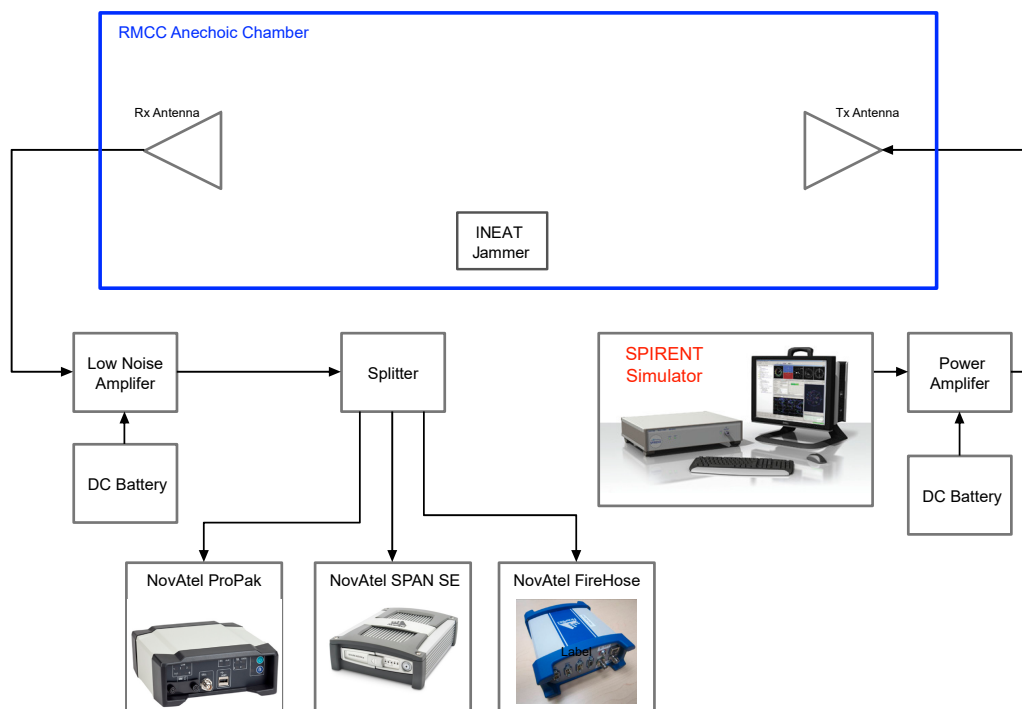 RMCC Anechoic Chamber
Rx Antenna
Tx Antenna
INEAT
Jammer
Low Noise
Amplifer
Splitter
SPIRENT
Simulator
Power
Amplifer
DC Battery
DC Battery
NovAtel ProPak
NovAtel SPAN SE
NovAtel FireHose
Label